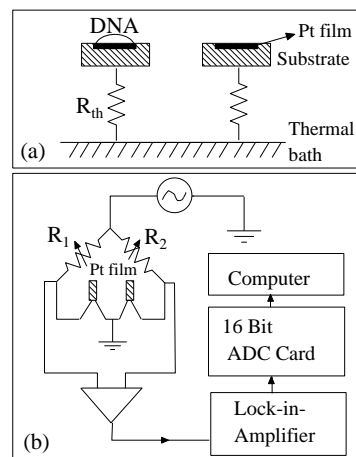 DNA
Pt film
Substrate
R_th
Thermal
bath
(a)
R_1
R_2
Pt film
Computer
16 Bit
ADC Card
Lock-in-
Amplifier
(b)